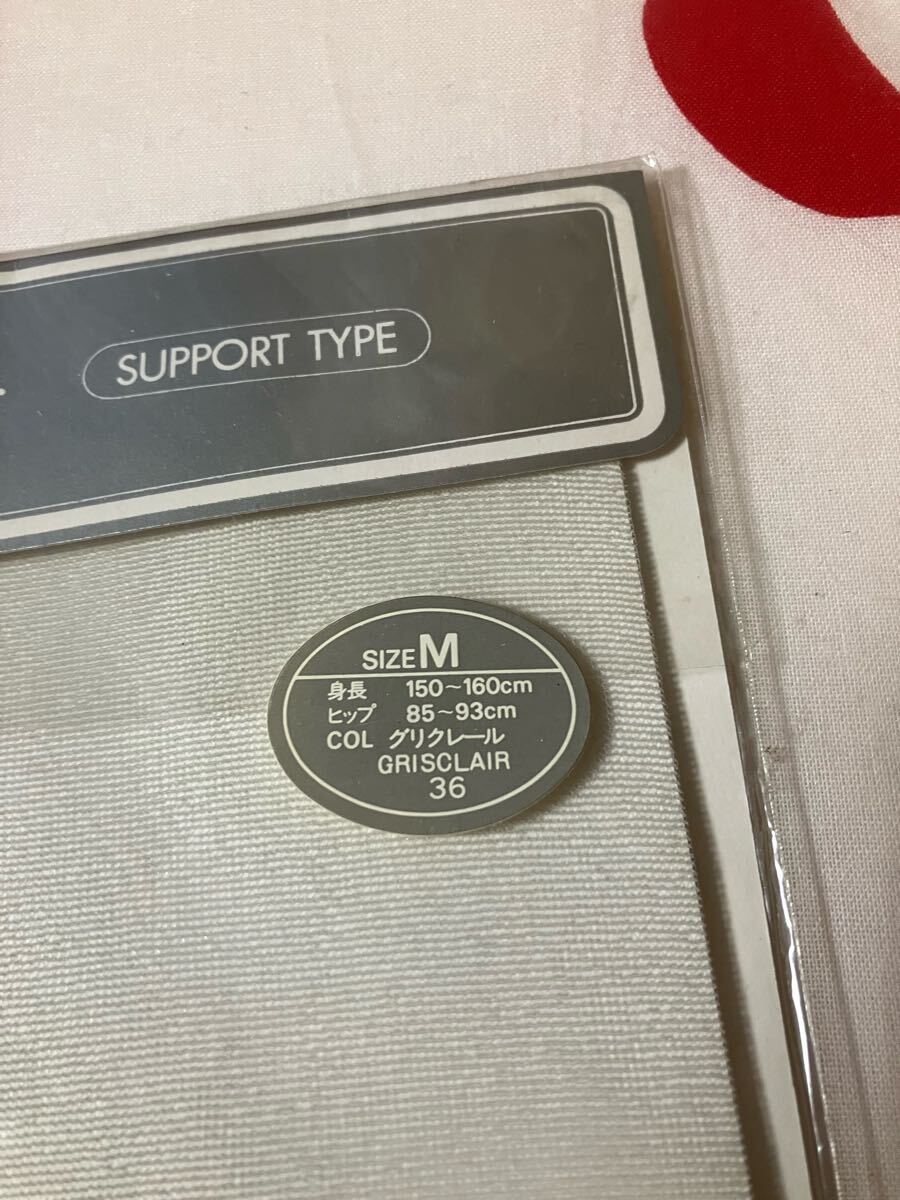 SUPPORT TYPE
SIZE M
身長 150〜160cm
ヒップ 85〜93cm
COL グリクレール
GRISCLAIR
36